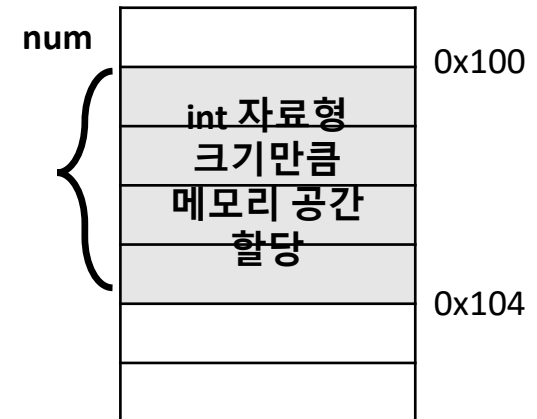 num
0x100
int 자료형
크기만큼
메모리 공간
할당
0x104